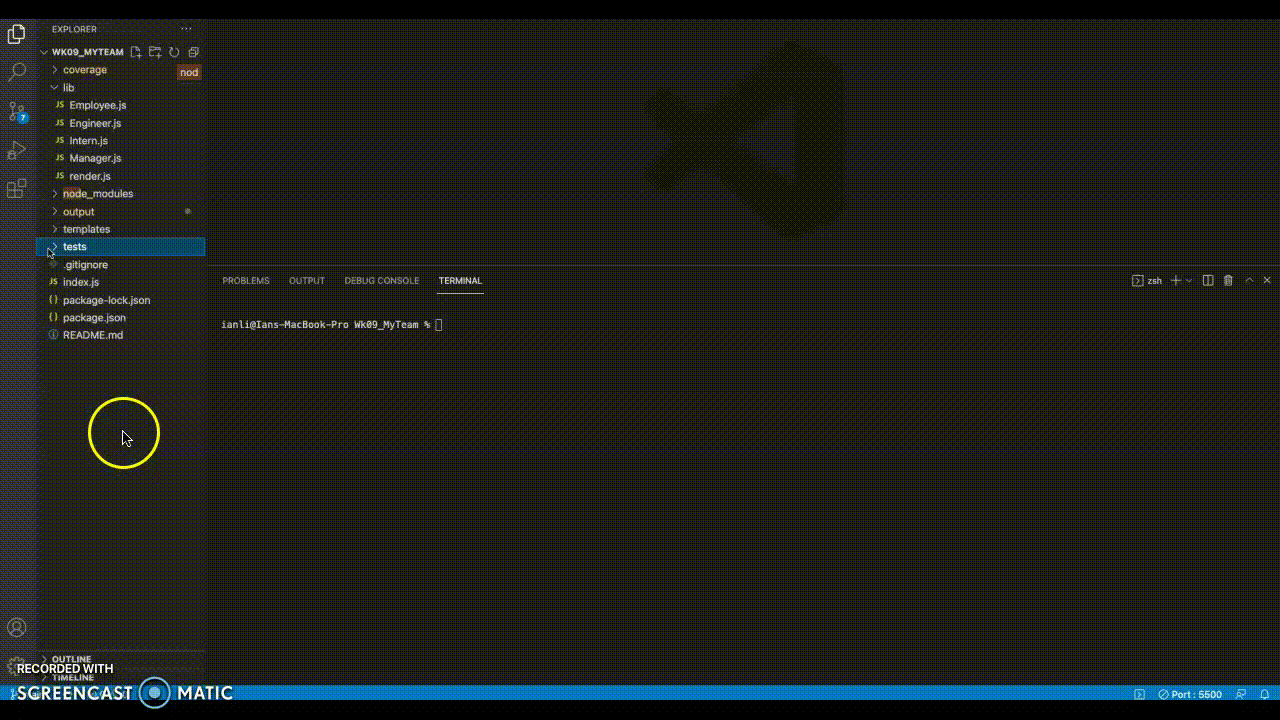 EXPLORER
WK09_MYTEAM
coverage
nod
lib
JS Employee.js
JS Engineer.js
JS Intern.js
JS Manager.js
JS render.js
node_modules
output
templates
tests
.gitignore
JS index.js
{} package-lock.json
{} package.json
README.md
7
PROBLEMS OUTPUT DEBUG CONSOLE TERMINAL
zsh
ianli@Ians-MacBook-Pro Wk09_MyTeam %
OUTLINE
RECORDED WITH
TIMELINE
SCREENCAST MATIC
Port : 5500